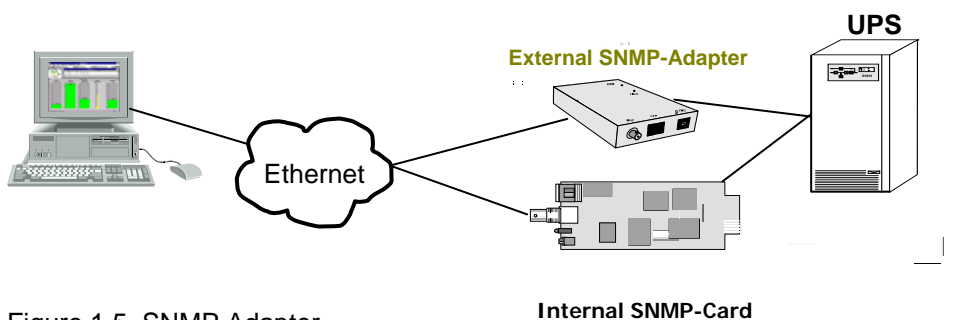 UPS
External SNMP-Adapter
Ethernet
Internal SNMP-Card
Figure 1.5 SNMP Adapter